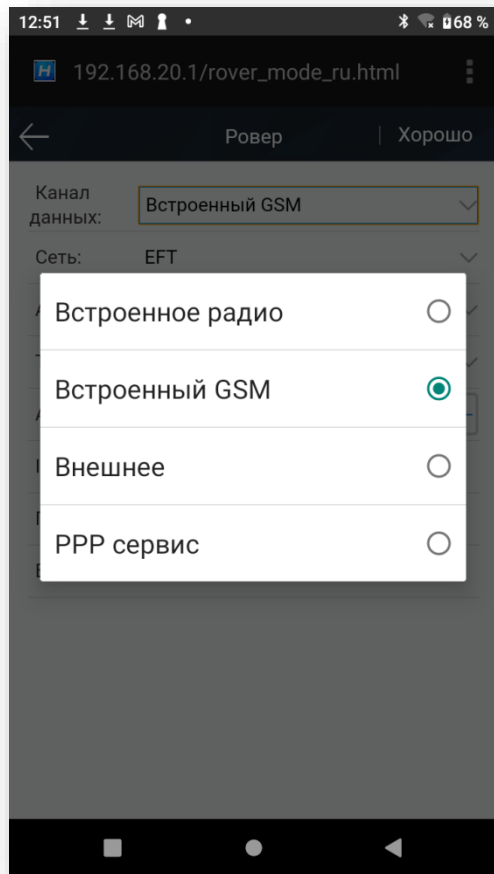 12:51 68 %
192.168.20.1/rover_mode_ru.html
Ровер | Хорошо
Канал
данных:
Встроенный GSM
Сеть: EFT
Встроенное радио
Встроенный GSM
Внешнее
PPP сервис